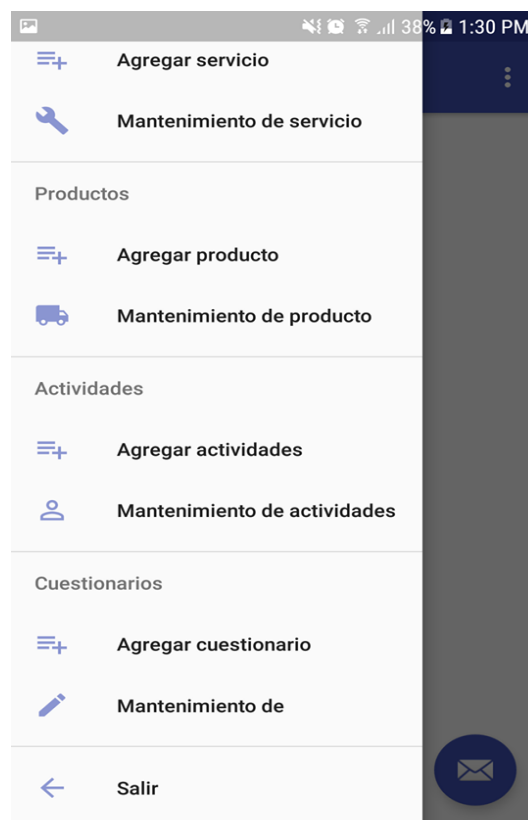 38% 1:30 PM
Agregar servicio
Mantenimiento de servicio
Productos
Agregar producto
Mantenimiento de producto
Actividades
Agregar actividades
Mantenimiento de actividades
Cuestionarios
Agregar cuestionario
Mantenimiento de
Salir